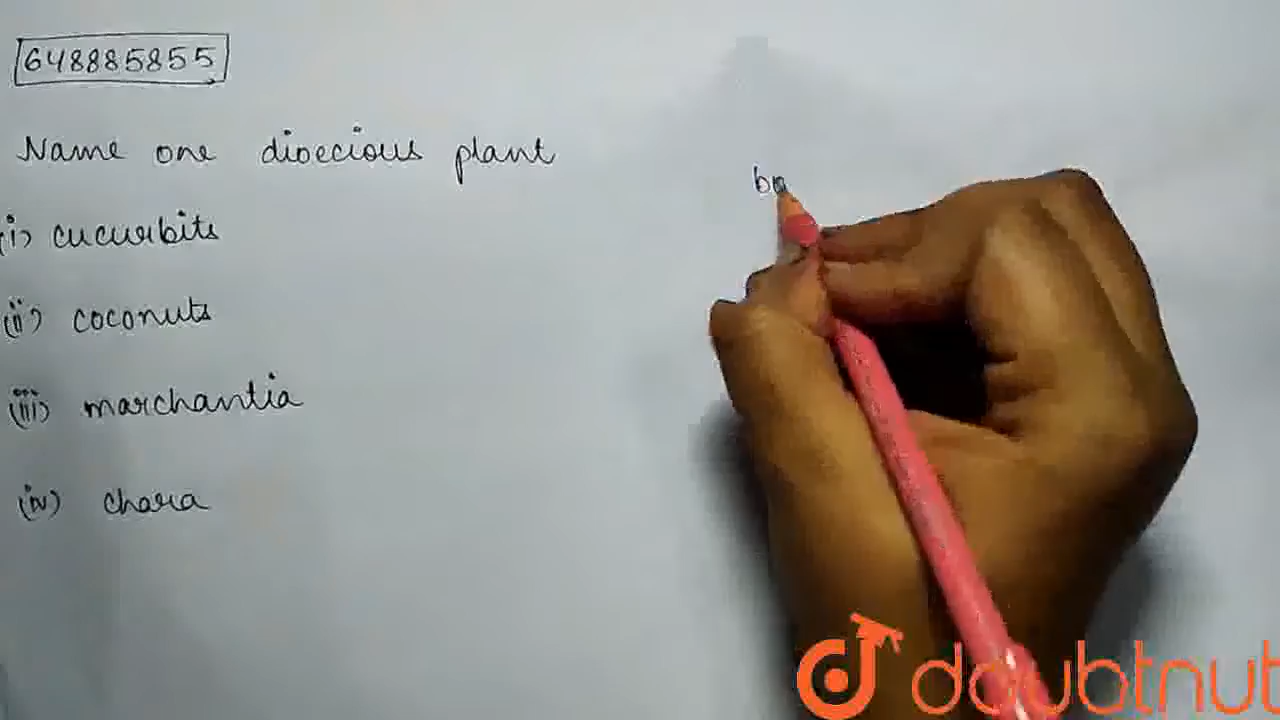 648885855
Name one dioecious plant
(i) cucurbits
(ii) coconuts
(iii) marchantia
(iv) chara
doubtnut